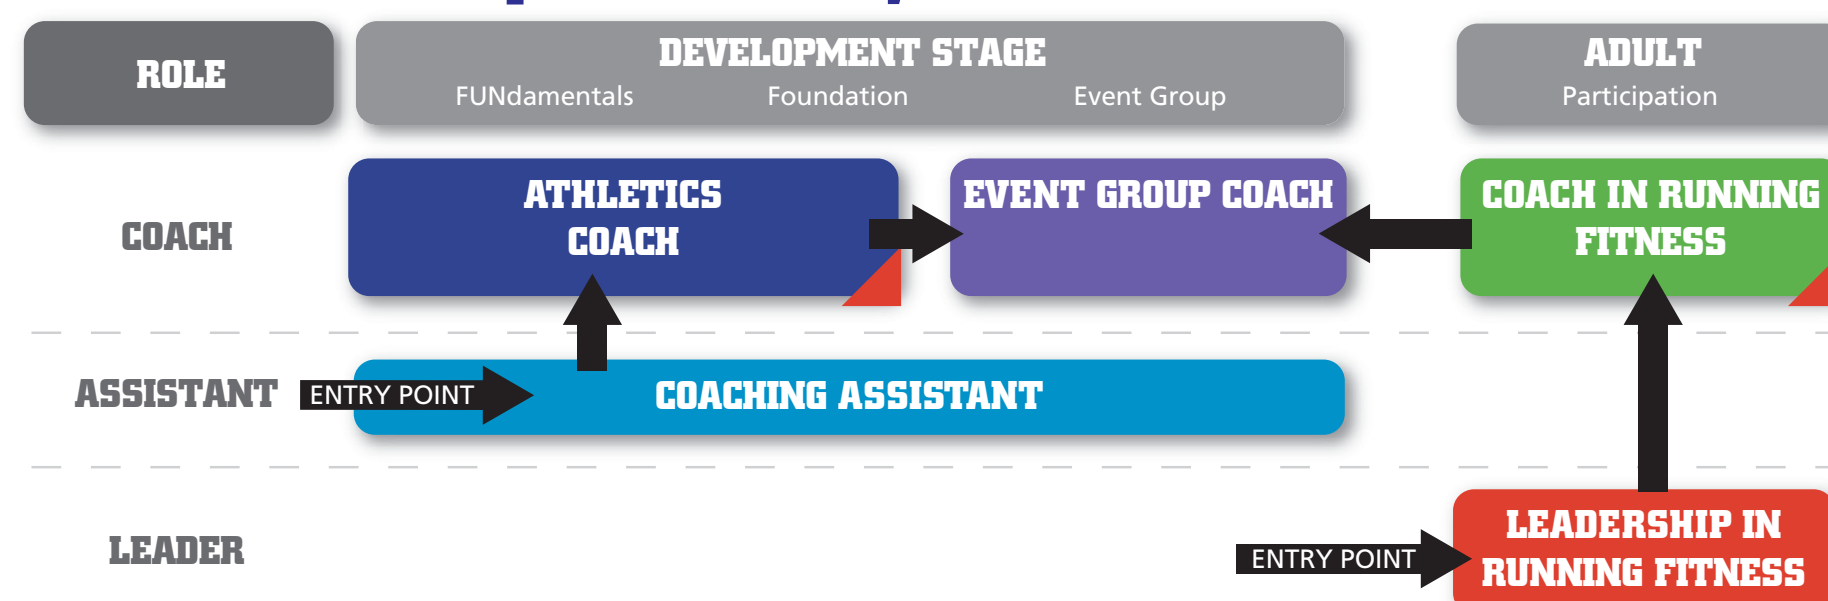 ROLE
DEVELOPMENT STAGE
FUNdamentals Foundation Event Group
ADULT
Participation
COACH
ATHLETICS
COACH
EVENT GROUP COACH
COACH IN RUNNING
FITNESS
ASSISTANT
ENTRY POINT
COACHING ASSISTANT
LEADER
ENTRY POINT
LEADERSHIP IN
RUNNING FITNESS